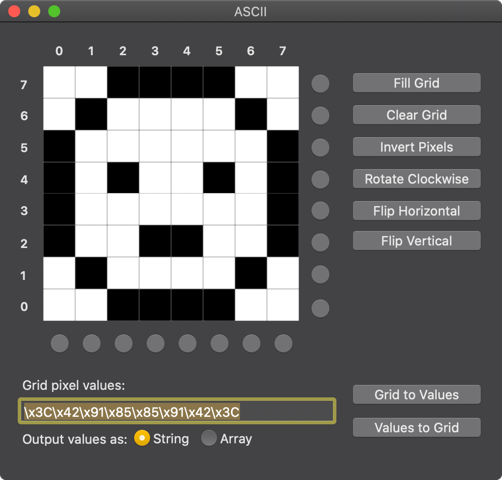 ASCII
0 1 2 3 4 5 6 7
7
Fill Grid
6
Clear Grid
5
Invert Pixels
4
Rotate Clockwise
3
Flip Horizontal
2
Flip Vertical
1
0
Grid pixel values:
Grid to Values
\x3C\x42\x91\x85\x85\x91\x42\x3C
Values to Grid
Output values as: String Array